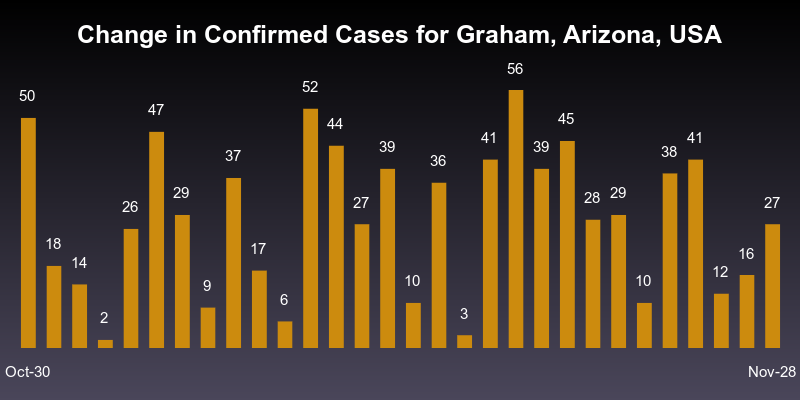 Change in Confirmed Cases for Graham, Arizona, USA
50 18 14 2 26 47 29 9 37 17 6 52 44 27 39 10 36 3 41 56 39 45 28 29 10 38 41 12 16 27
Oct-30 Nov-28